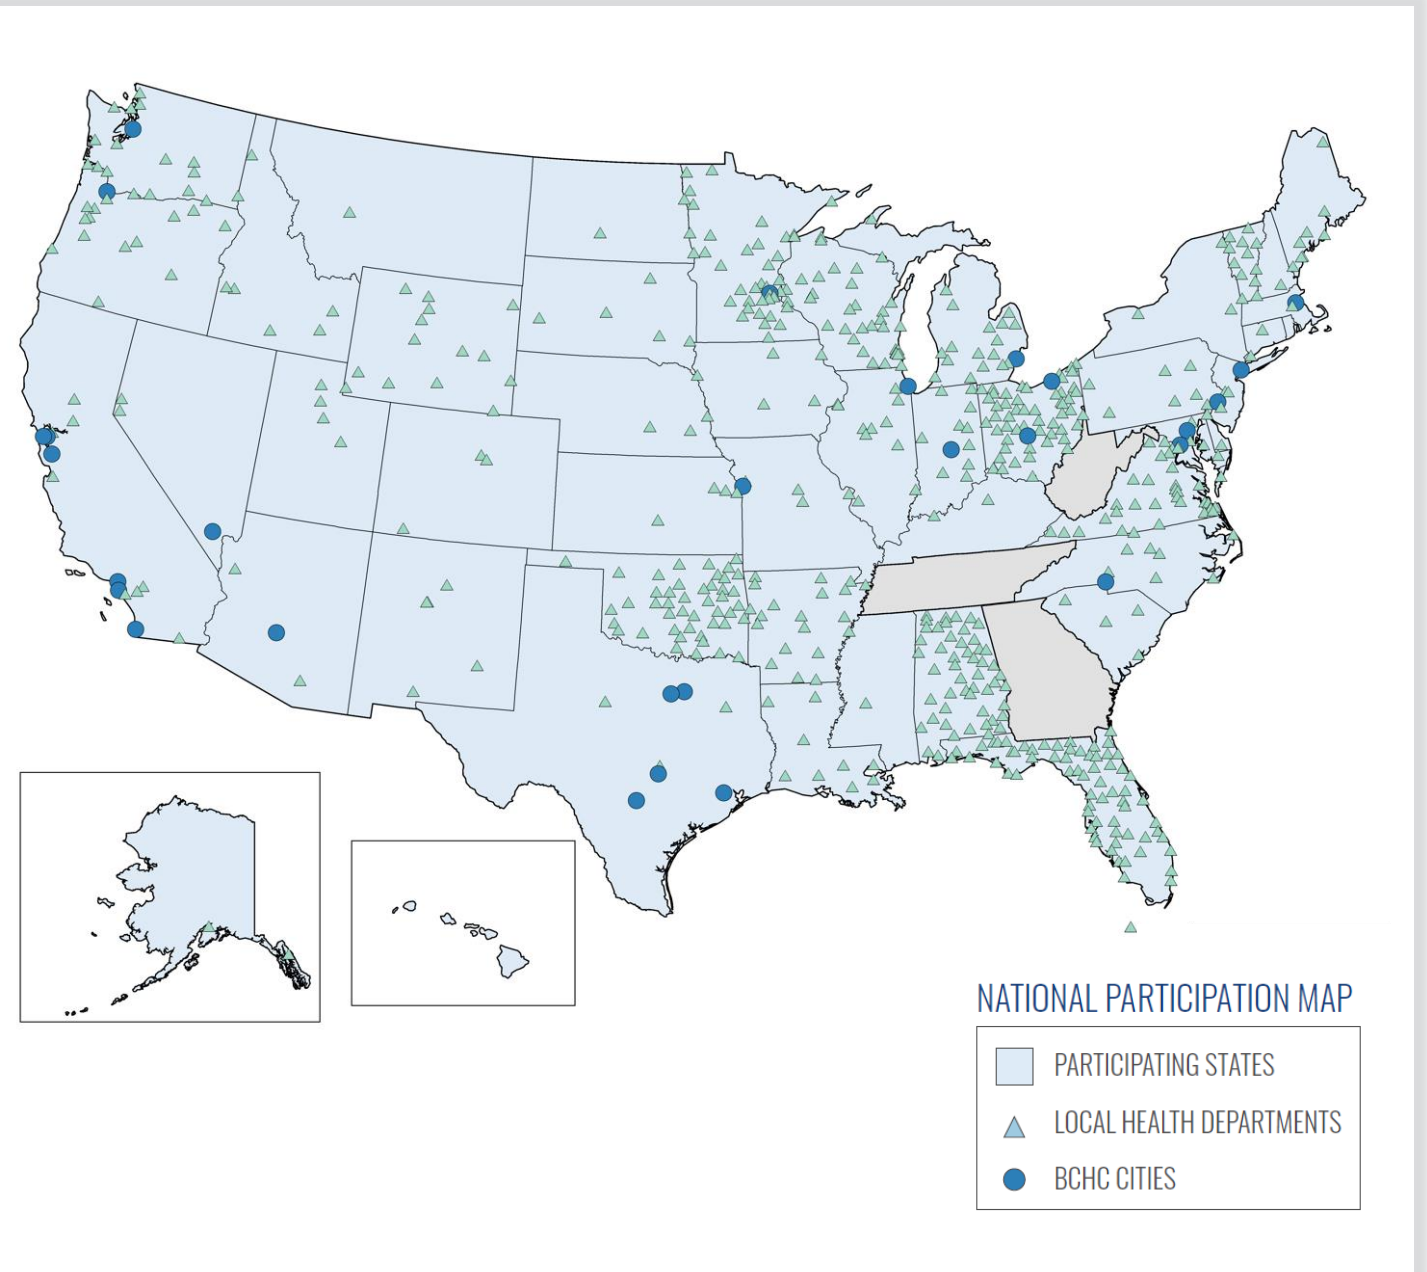 NATIONAL PARTICIPATION MAP
PARTICIPATING STATES
LOCAL HEALTH DEPARTMENTS
BCHC CITIES